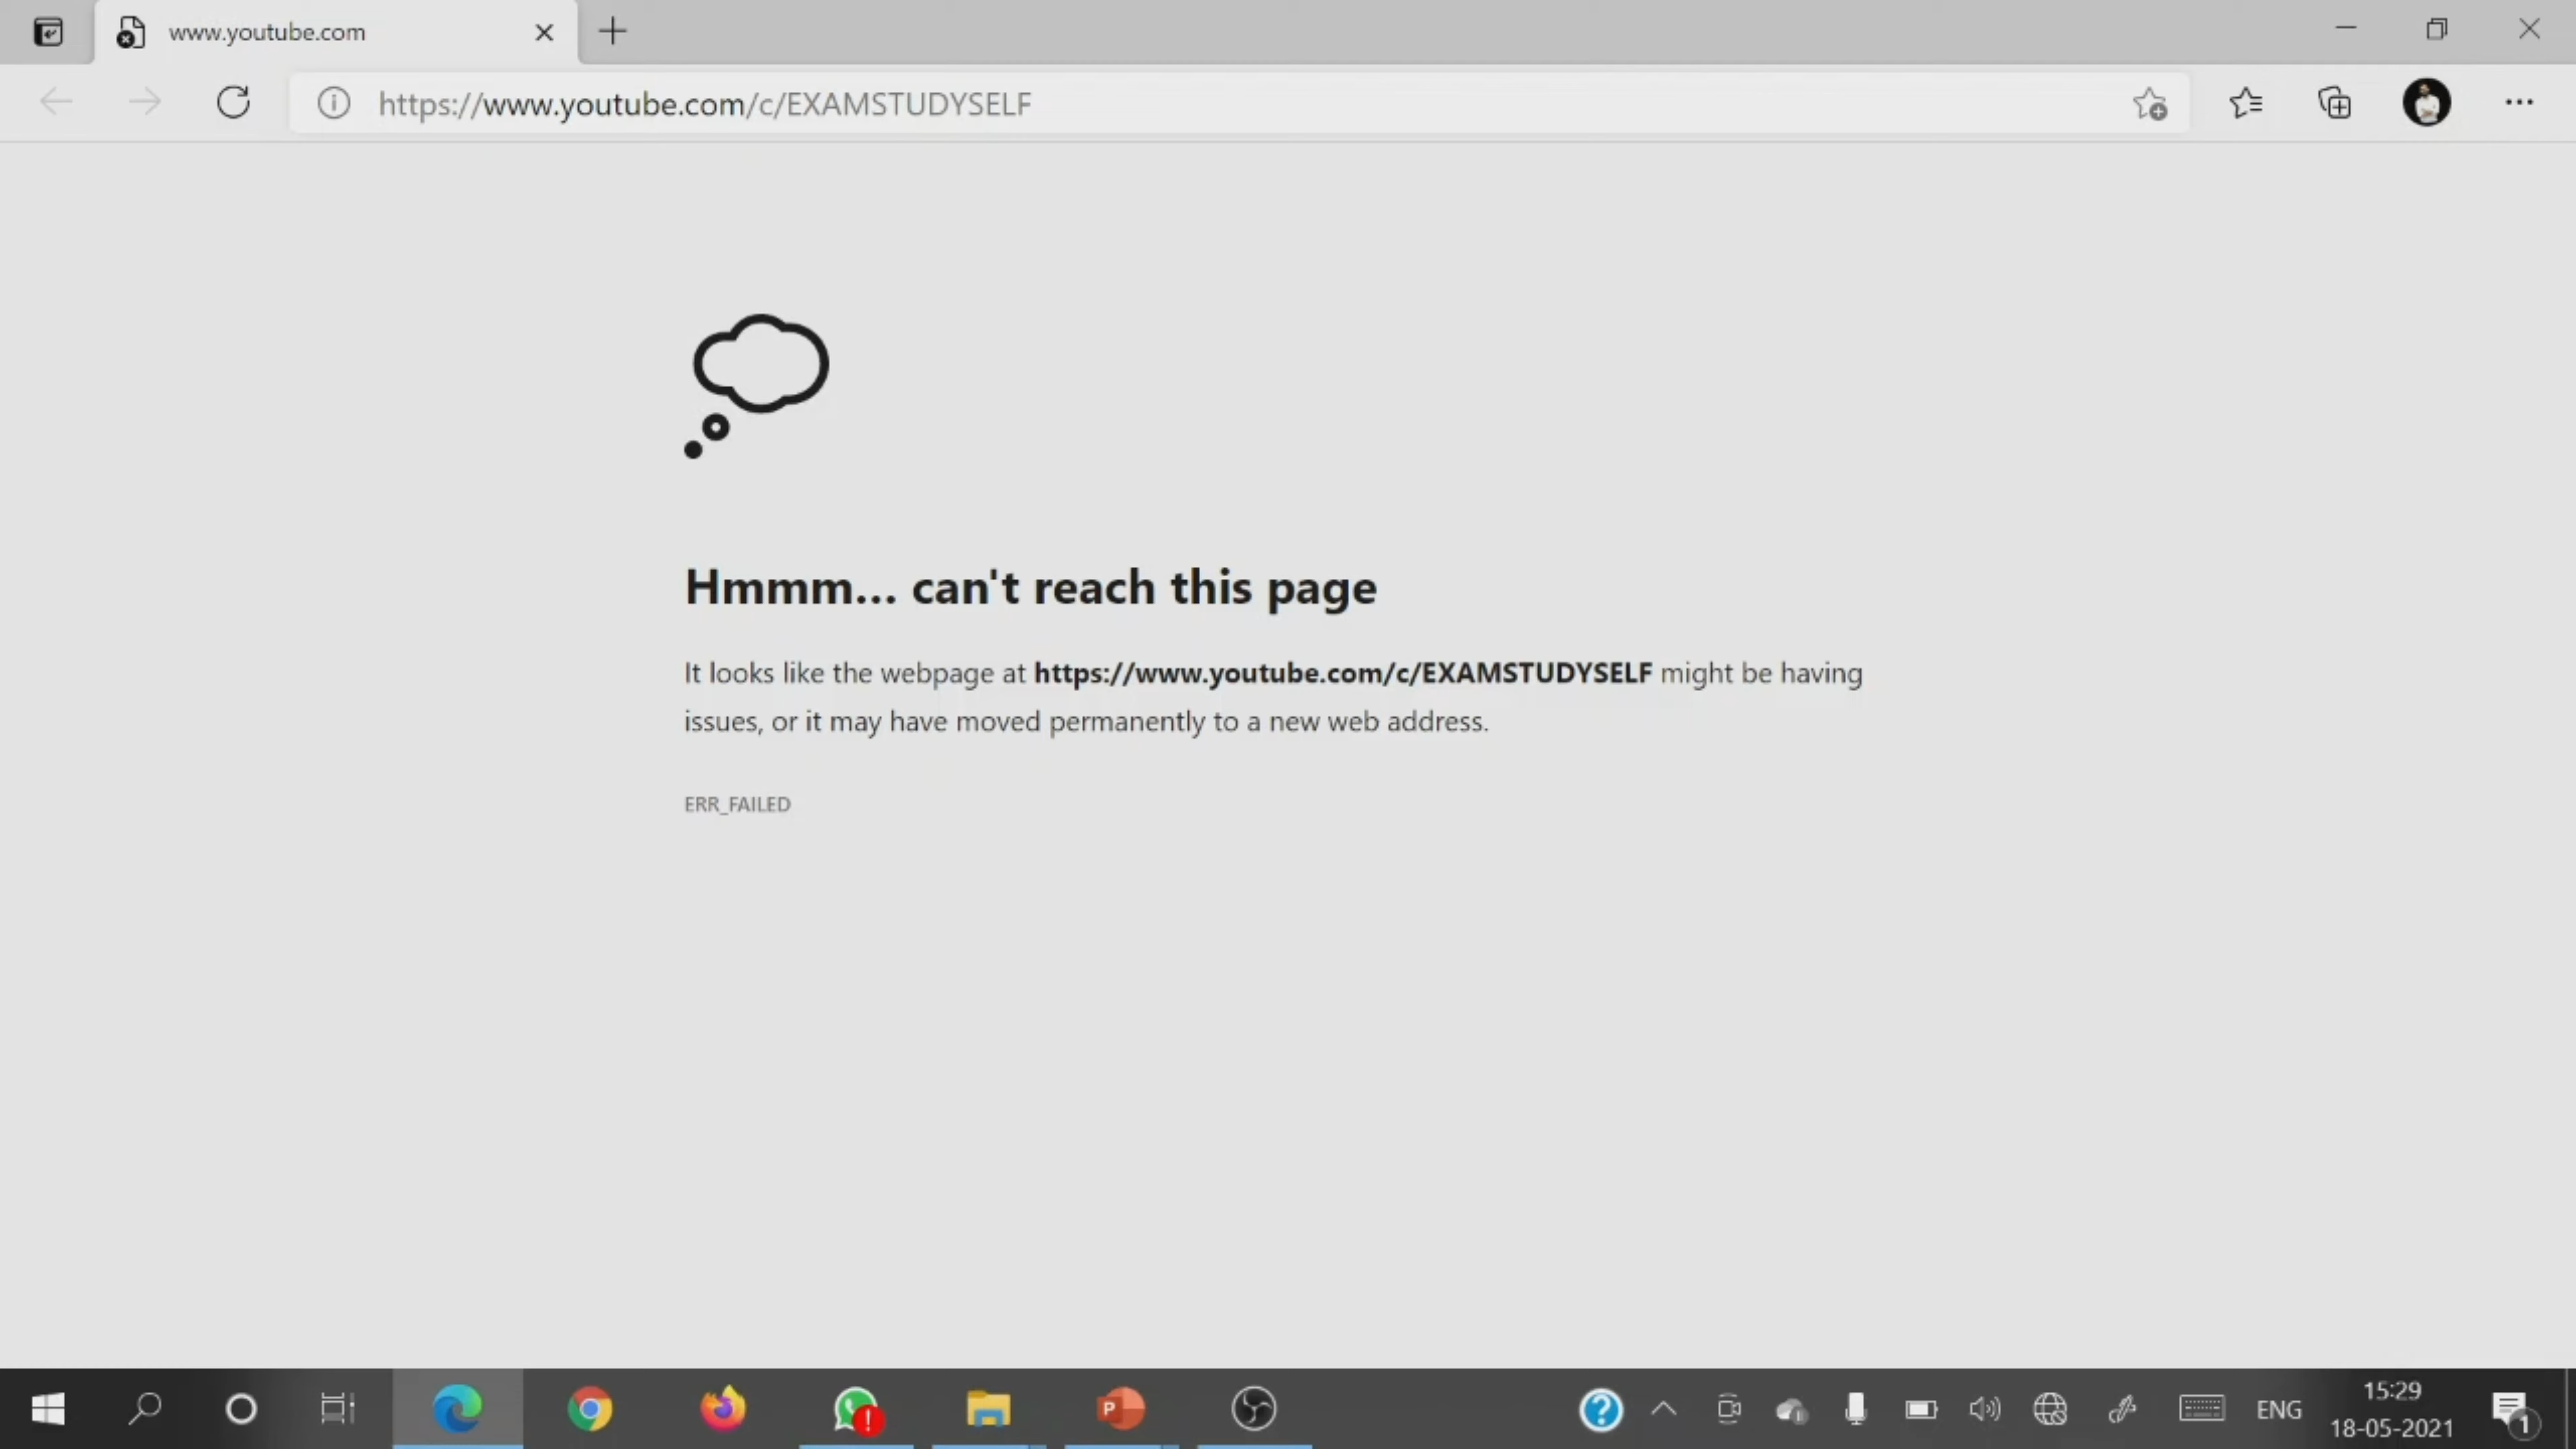 www.youtube.com
https://www.youtube.com/c/EXAMSTUDYSELF
Hmmm... can't reach this page
It looks like the webpage at https://www.youtube.com/c/EXAMSTUDYSELF might be having
issues, or it may have moved permanently to a new web address.
ERR_FAILED
ENG
15:29
18-05-2021
1